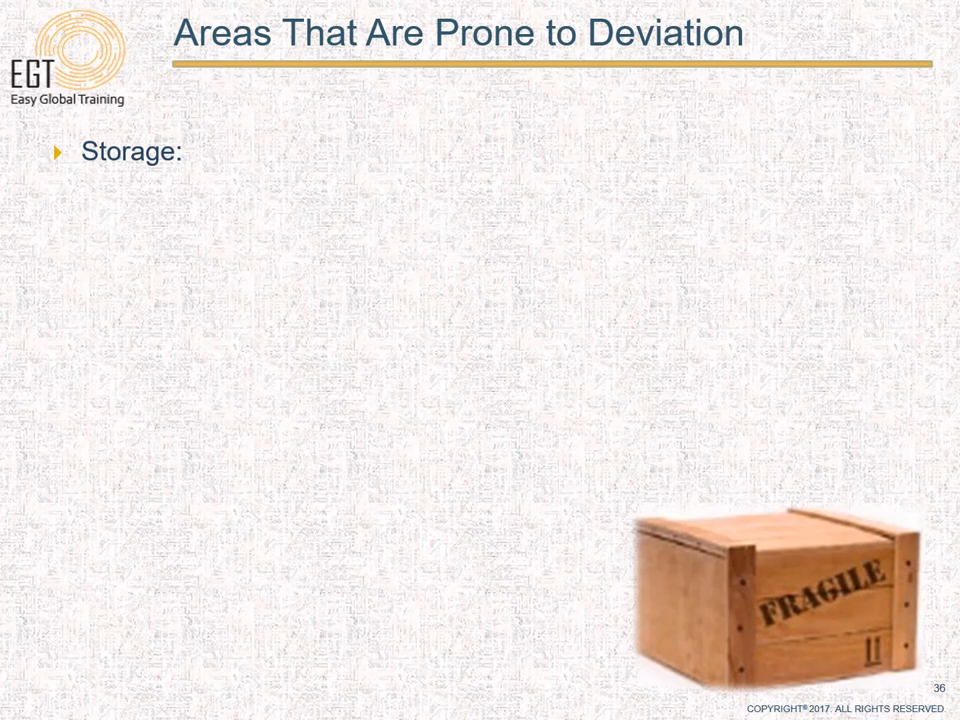 Areas That Are Prone to Deviation
EGT
Easy Global Training
Storage:
FRAGILE
36
COPYRIGHT® 2017. ALL RIGHTS RESERVED.